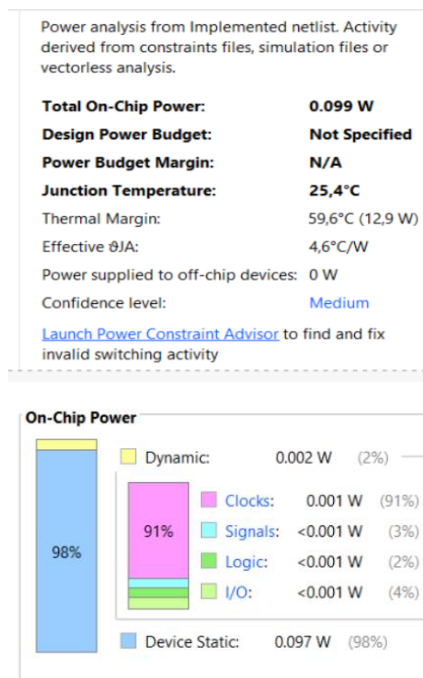 Power analysis from Implemented netlist. Activity
derived from constraints files, simulation files or
vectorless analysis.
Total On-Chip Power: 0.099 W
Design Power Budget: Not Specified
Power Budget Margin: N/A
Junction Temperature: 25,4°C
Thermal Margin: 59,6°C (12,9 W)
Effective ϑJA: 4,6°C/W
Power supplied to off-chip devices: 0 W
Confidence level: Medium
Launch Power Constraint Advisor to find and fix
invalid switching activity
On-Chip Power
Dynamic: 0.002 W (2%)
Clocks: 0.001 W (91%)
91%
Signals: <0.001 W (3%)
98%
Logic: <0.001 W (2%)
I/O: <0.001 W (4%)
Device Static: 0.097 W (98%)